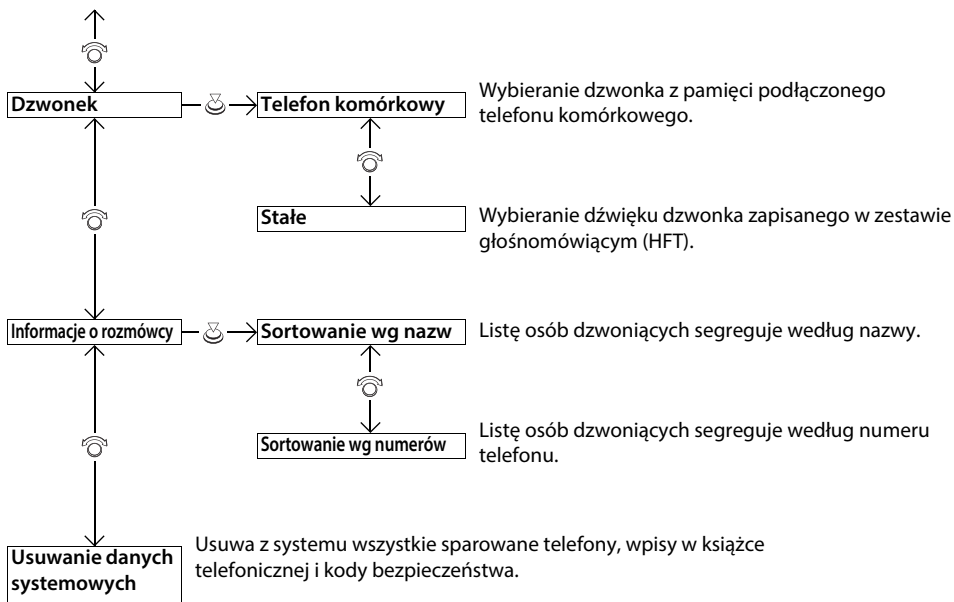 Dzwonek
Telefon komórkowy
Wybieranie dzwonka z pamięci podłączonego
telefonu komórkowego.
Stałe
Wybieranie dźwięku dzwonka zapisanego w zestawie
głośnomówiącym (HFT).
Informacje o rozmówcy
Sortowanie wg nazw
Listę osób dzwoniących segreguje według nazwy.
Sortowanie wg numerów
Listę osób dzwoniących segreguje według numeru
telefonu.
Usuwanie danych
systemowych
Usuwa z systemu wszystkie sparowane telefony, wpisy w książce
telefonicznej i kody bezpieczeństwa.